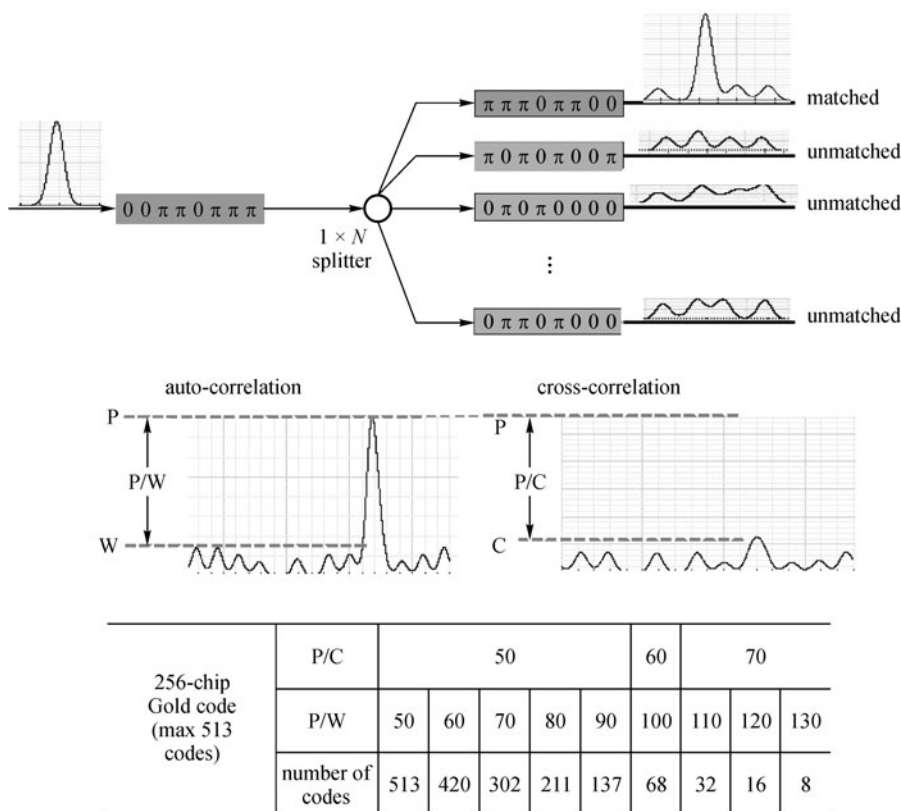 π π π 0 π π 0 0
matched
π 0 π 0 π 0 0 π
unmatched
0 0 π π 0 π π π
0 π 0 π 0 0 0 0
unmatched
1 × N
splitter
⋮
0 π π 0 π 0 0 0
unmatched
auto-correlation
cross-correlation
P
P
P/W
P/C
W
C
256-chip
Gold code
(max 513
codes)
P/C 50 60 70
P/W 50 60 70 80 90 100 110 120 130
number of
codes
513 420 302 211 137 68 32 16 8